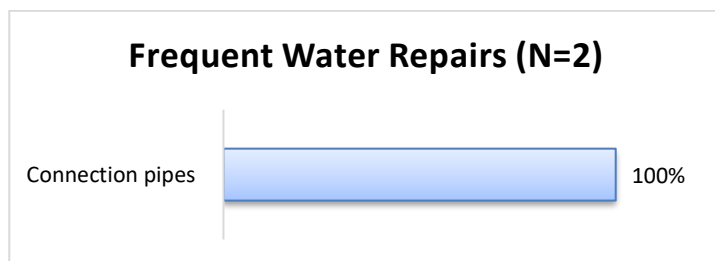 Frequent Water Repairs (N=2)
Connection pipes
100%